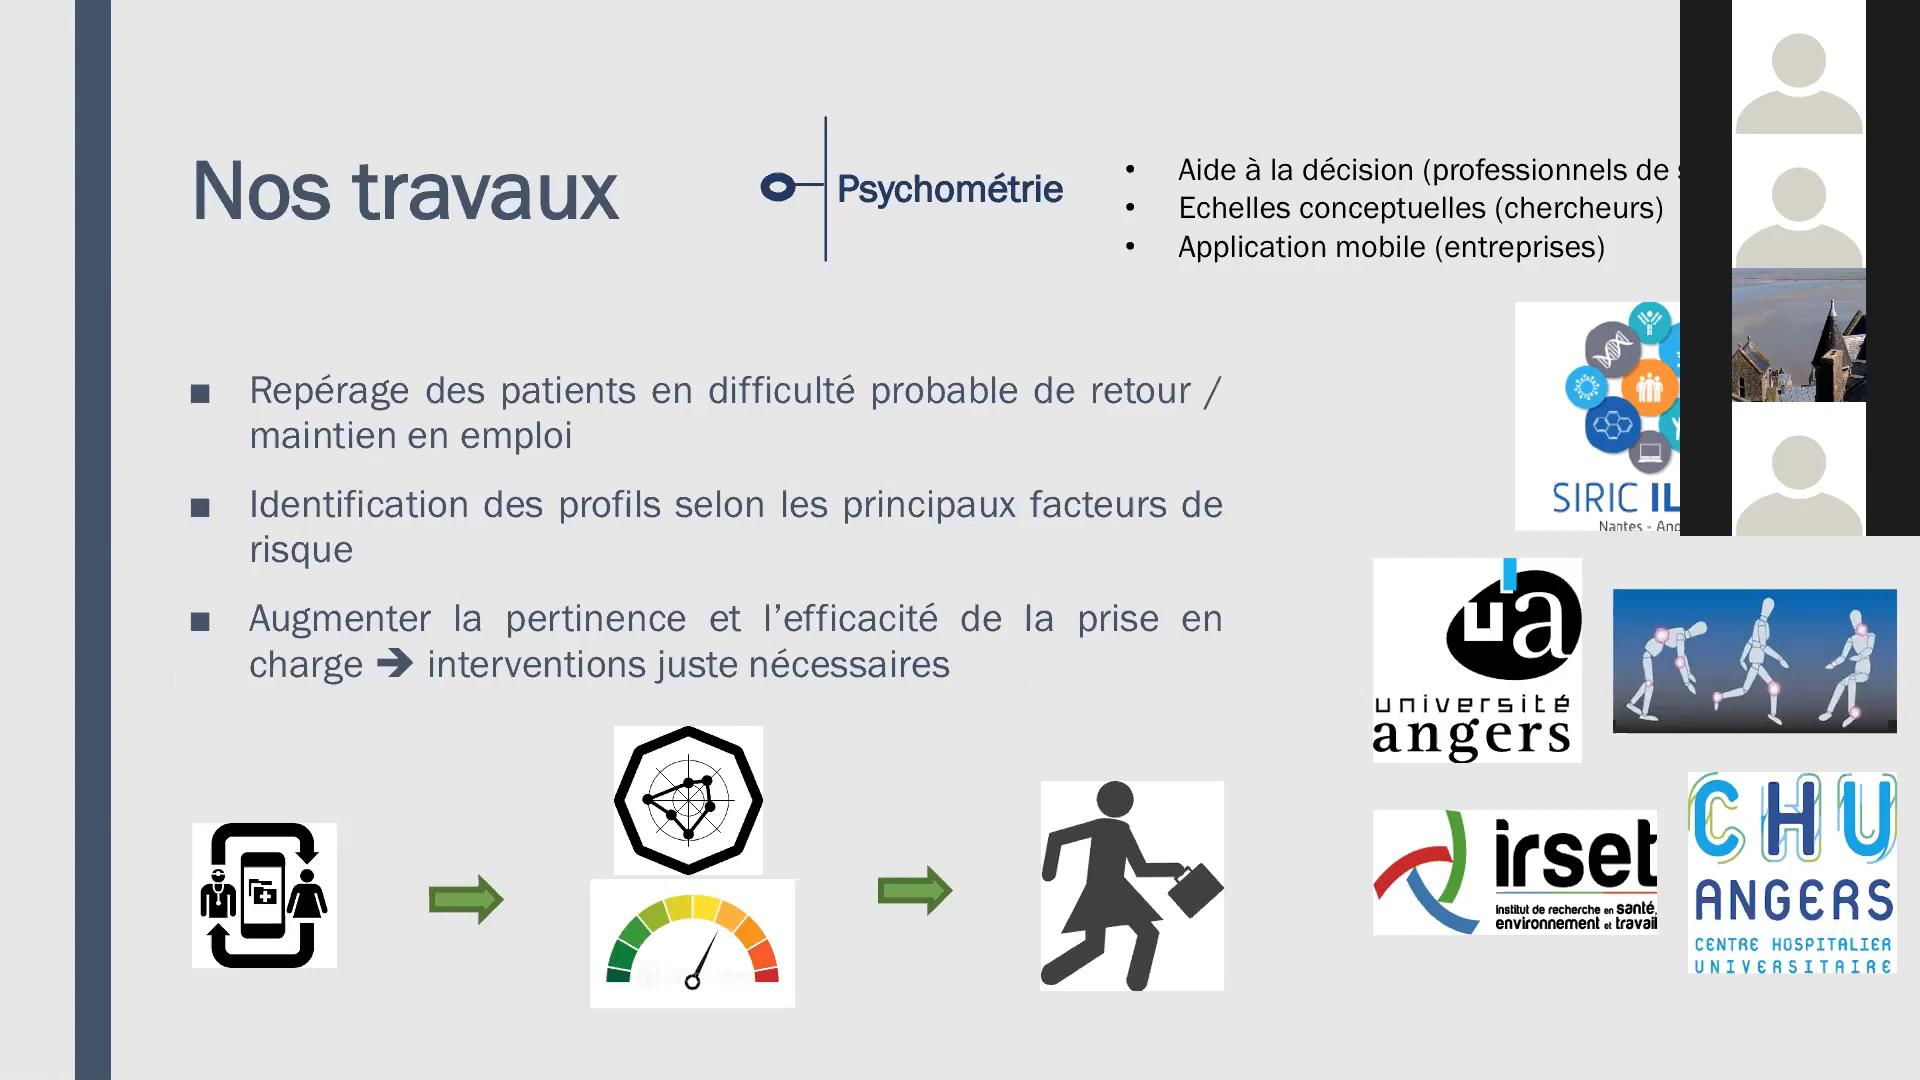 Nos travaux
Psychométrie
• Aide à la décision (professionnels de
• Echelles conceptuelles (chercheurs)
• Application mobile (entreprises)
■ Repérage des patients en difficulté probable de retour /
maintien en emploi
■ Identification des profils selon les principaux facteurs de
risque
■ Augmenter la pertinence et l’efficacité de la prise en
charge ➔ interventions juste nécessaires
SIRIC
Nantes -
ua
université
angers
irset
Institut de recherche en santé,
environnement et travail
CHU
ANGERS
CENTRE HOSPITALIER
UNIVERSITAIRE